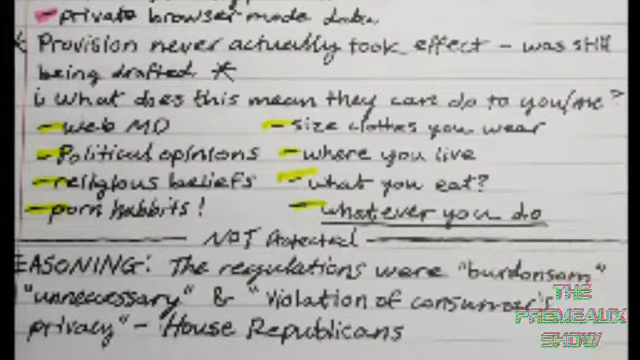 - private browser mode data
* Provision never actually took effect - was still
being drafted *
¿ What does this mean they can do to you/me?
- web MD
- size clothes you wear
- Political opinions
- where you live
- religious beliefs
- what you eat?
- porn habbits!
- whatever you do
NOT Protected
EASONING: The regulations were "burdonsom"
"unnecessary" & "violation of consumer's
privacy" - House Republicans
THE
PREMEAUX
SHOW